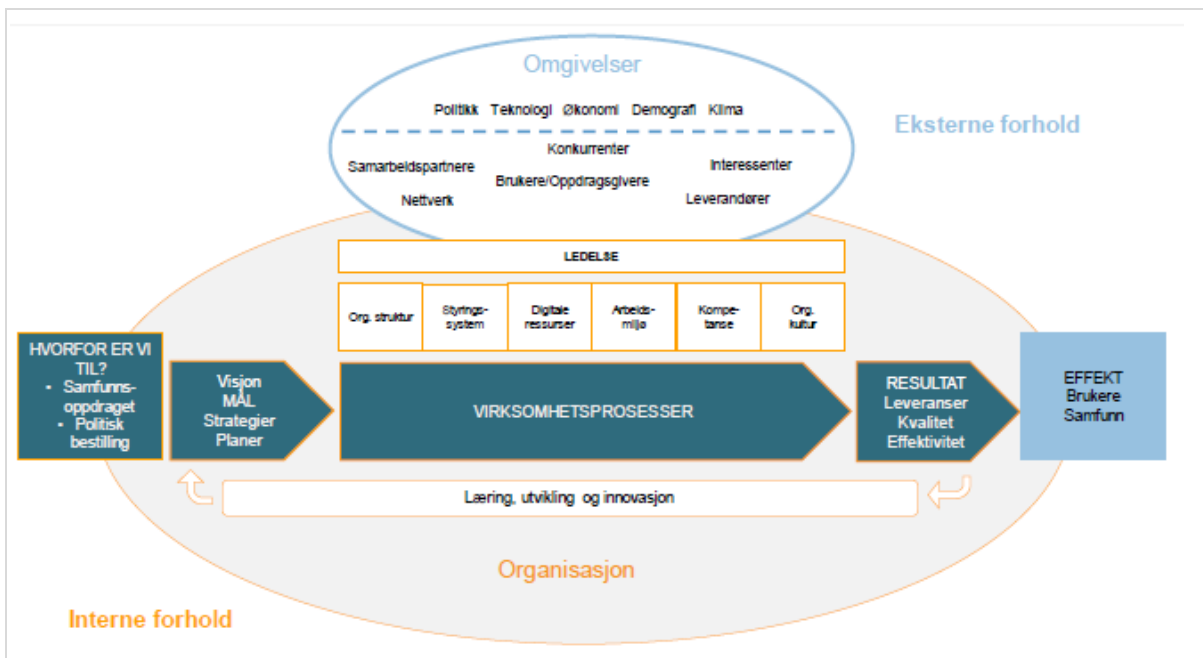 Omgivelser
Politikk Teknologi Økonomi Demografi Klima
Eksterne forhold
Konkurrenter
Samarbeidspartnere
Interessenter
Brukere/Oppdragsgivere
Nettverk
Leverandører
LEDELSE
Org. struktur
Styrings-
system
Digitale
ressurser
Arbeids-
miljø
Kompe-
tanse
Org.
kultur
HVORFOR ER VI
TIL?
• Samfunns-
oppdraget
• Politisk
bestilling
Visjon
MÅL
Strategier
Planer
VIRKSOMHETSPROSESSER
RESULTAT
Leveranser
Kvalitet
Effektivitet
EFFEKT
Brukere
Samfunn
Læring, utvikling og innovasjon
Organisasjon
Interne forhold